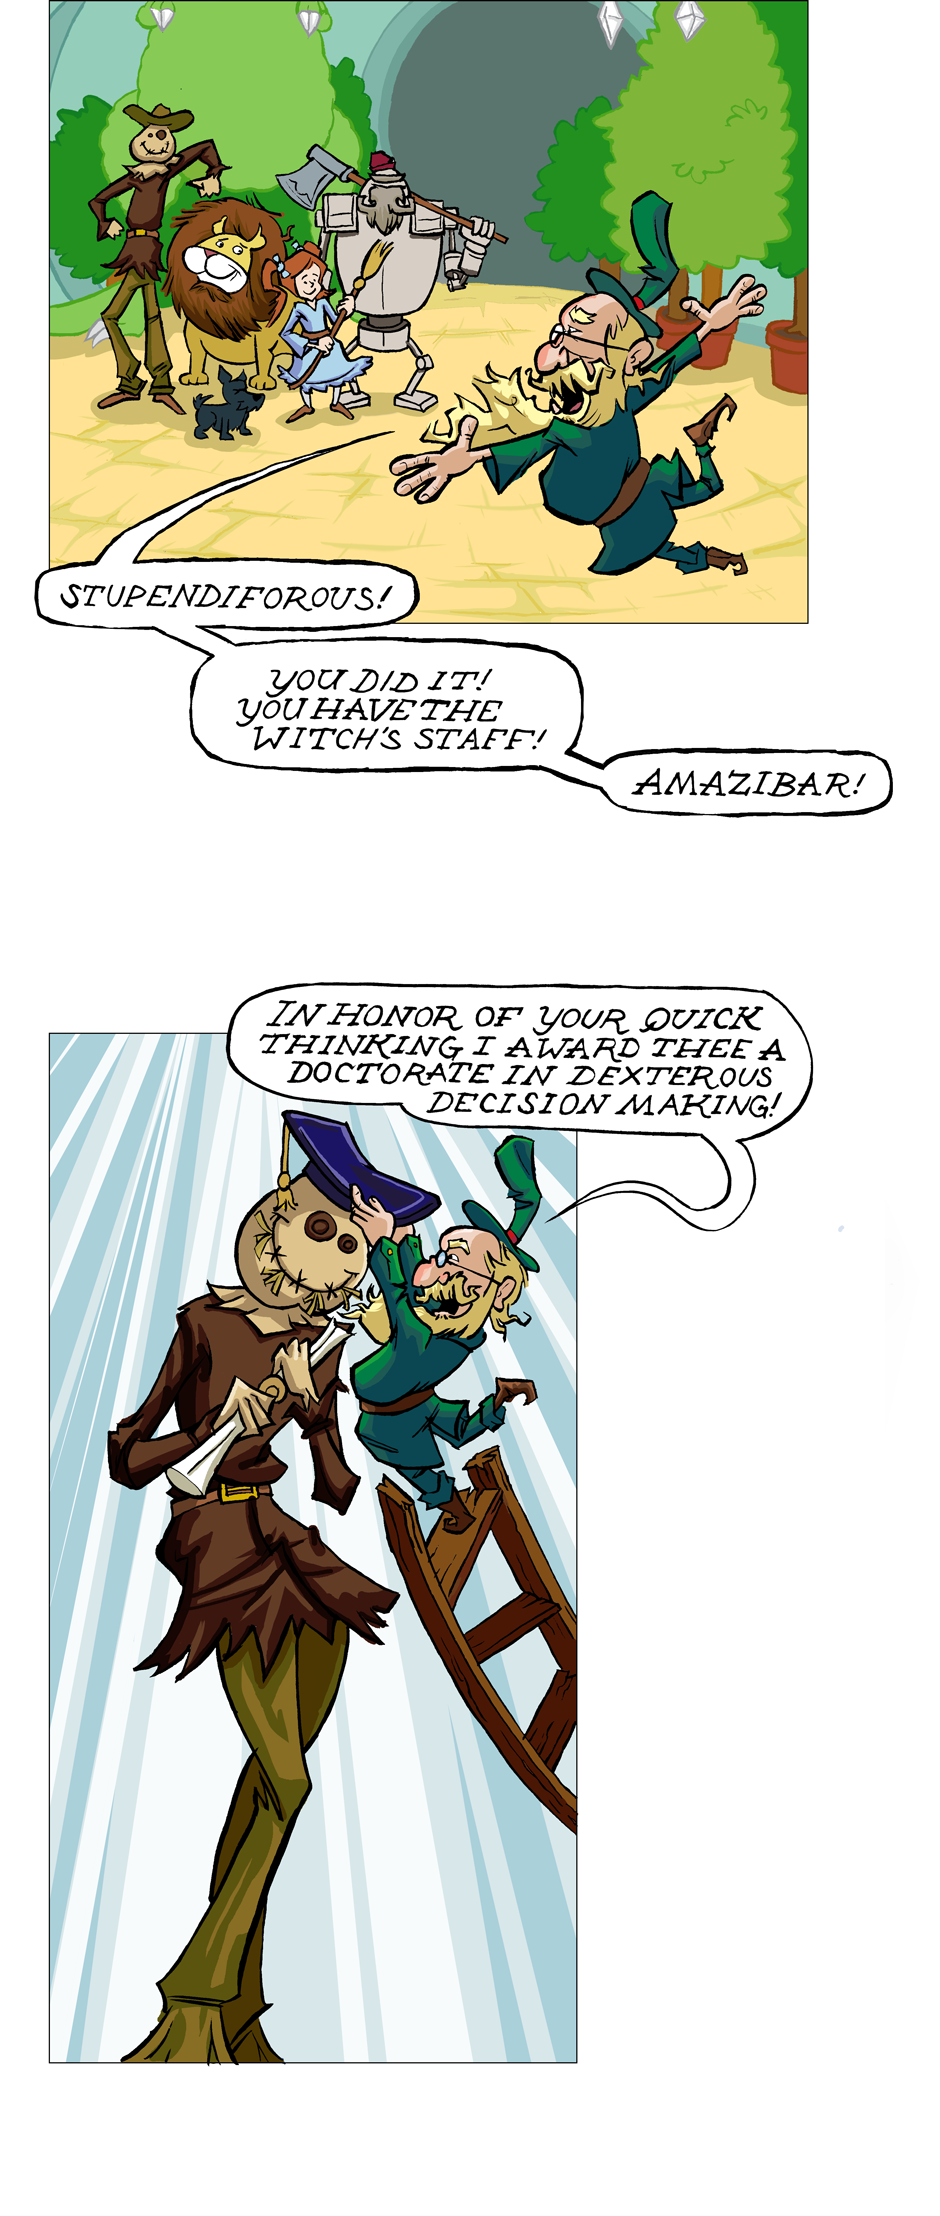 STUPENDIFOROUS!
YOU DID IT!
YOU HAVE THE
WITCH'S STAFF!
AMAZIBAR!
IN HONOR OF YOUR QUICK
THINKING I AWARD THEE A
DOCTORATE IN DEXTEROUS
DECISION MAKING!